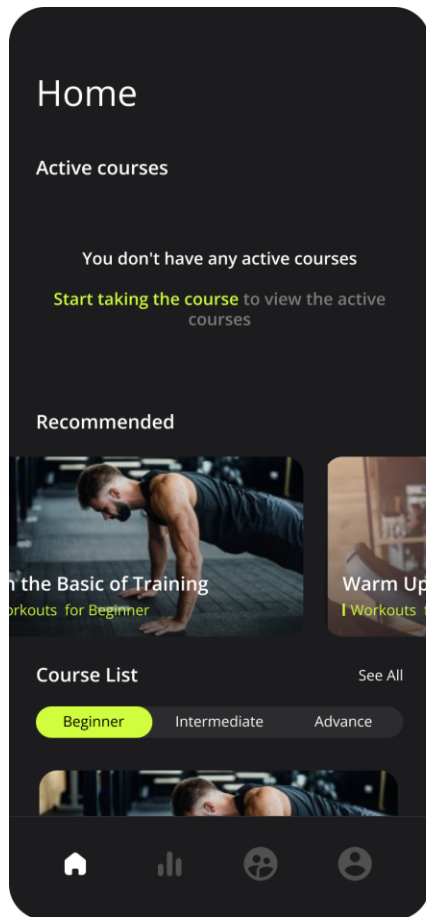 Home
Active courses
You don't have any active courses
Start taking the course to view the active
courses
Recommended
the Basic of Training
for Beginner
Warm Up
Workouts
Course List
See All
Beginner
Intermediate
Advance